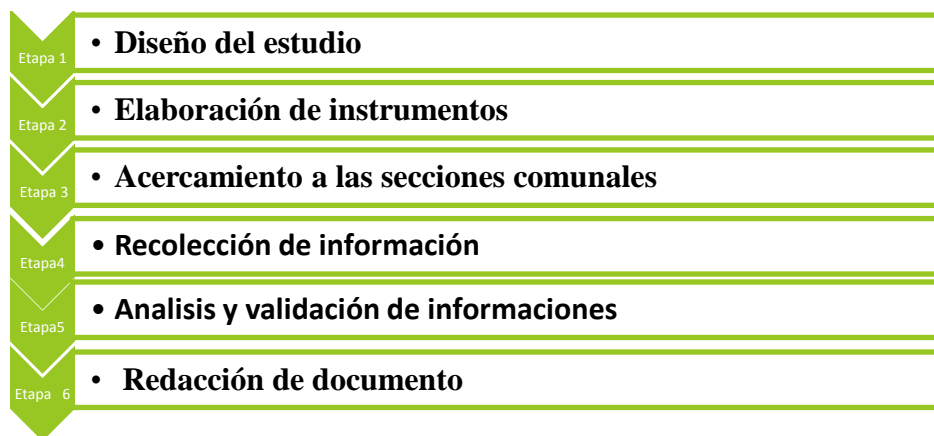 Etapa 1 • Diseño del estudio
Etapa 2 • Elaboración de instrumentos
Etapa 3 • Acercamiento a las secciones comunales
Etapa4 • Recolección de información
Etapa5 • Analisis y validación de informaciones
Etapa 6 • Redacción de documento